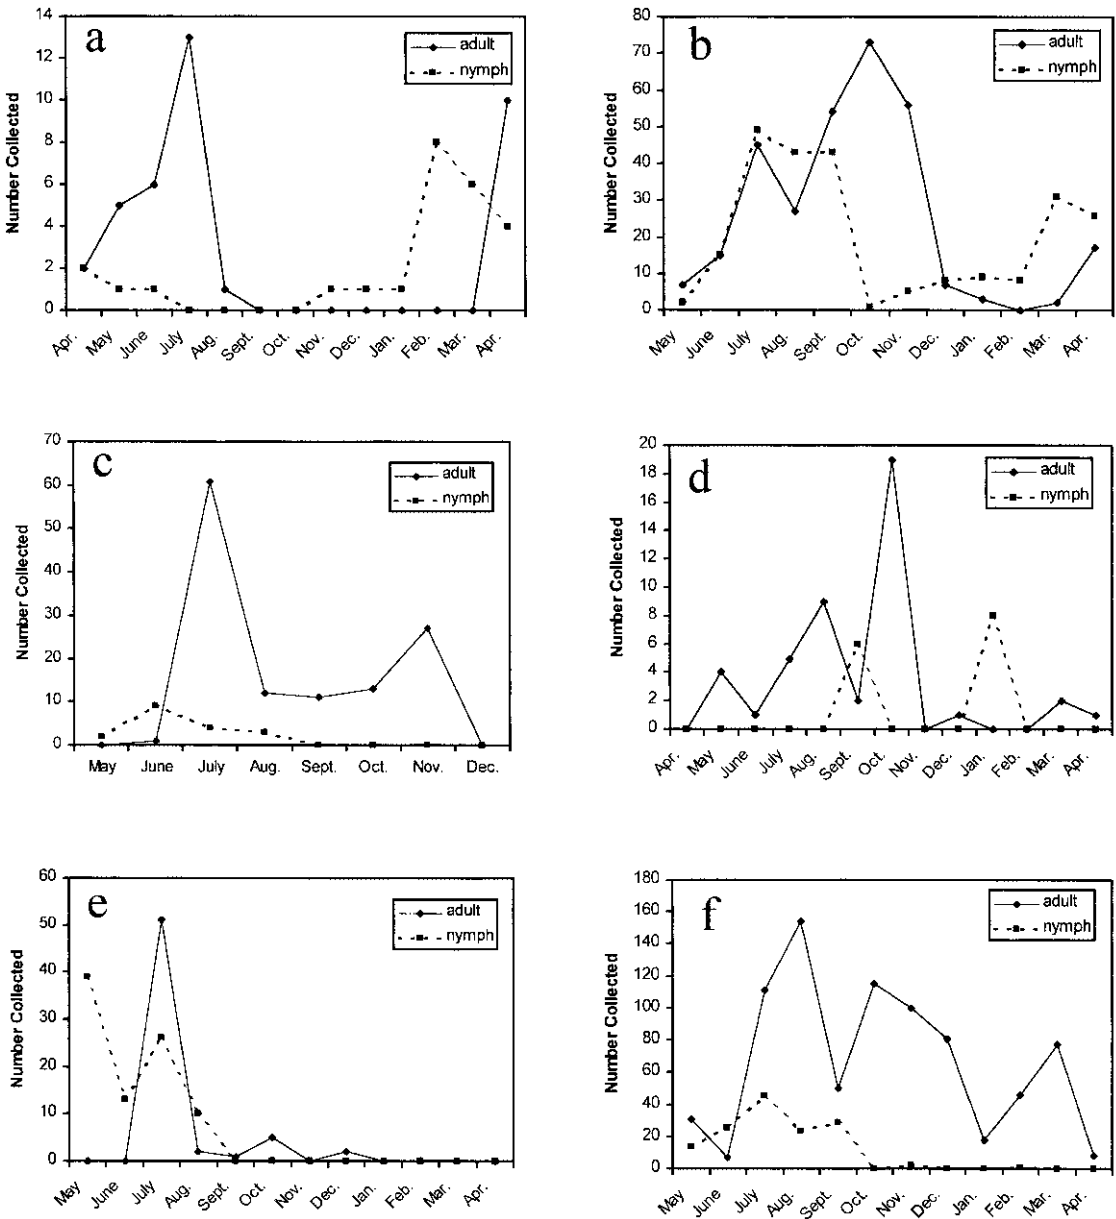 a
14
12
10
8
6
4
2
0
Number Collected
adult
nymph
Apr. May June July Aug. Sept. Oct. Nov. Dec. Jan. Feb. Mar. Apr.
b
80
70
60
50
40
30
20
10
0
Number Collected
adult
nymph
May June July Aug. Sept. Oct. Nov. Dec. Jan. Feb. Mar. Apr.
c
70
60
50
40
30
20
10
0
Number Collected
adult
nymph
May June July Aug. Sept. Oct. Nov. Dec.
d
20
18
16
14
12
10
8
6
4
2
0
Number Collected
adult
nymph
Apr. May June July Aug. Sept. Oct. Nov. Dec. Jan. Feb. Mar. Apr.
e
60
50
40
30
20
10
0
Number Collected
adult
nymph
May June July Aug. Sept. Oct. Nov. Dec. Jan. Feb. Mar. Apr.
f
180
160
140
120
100
80
60
40
20
0
Number Collected
adult
nymph
May June July Aug. Sept. Oct. Nov. Dec. Jan. Feb. Mar. Apr.